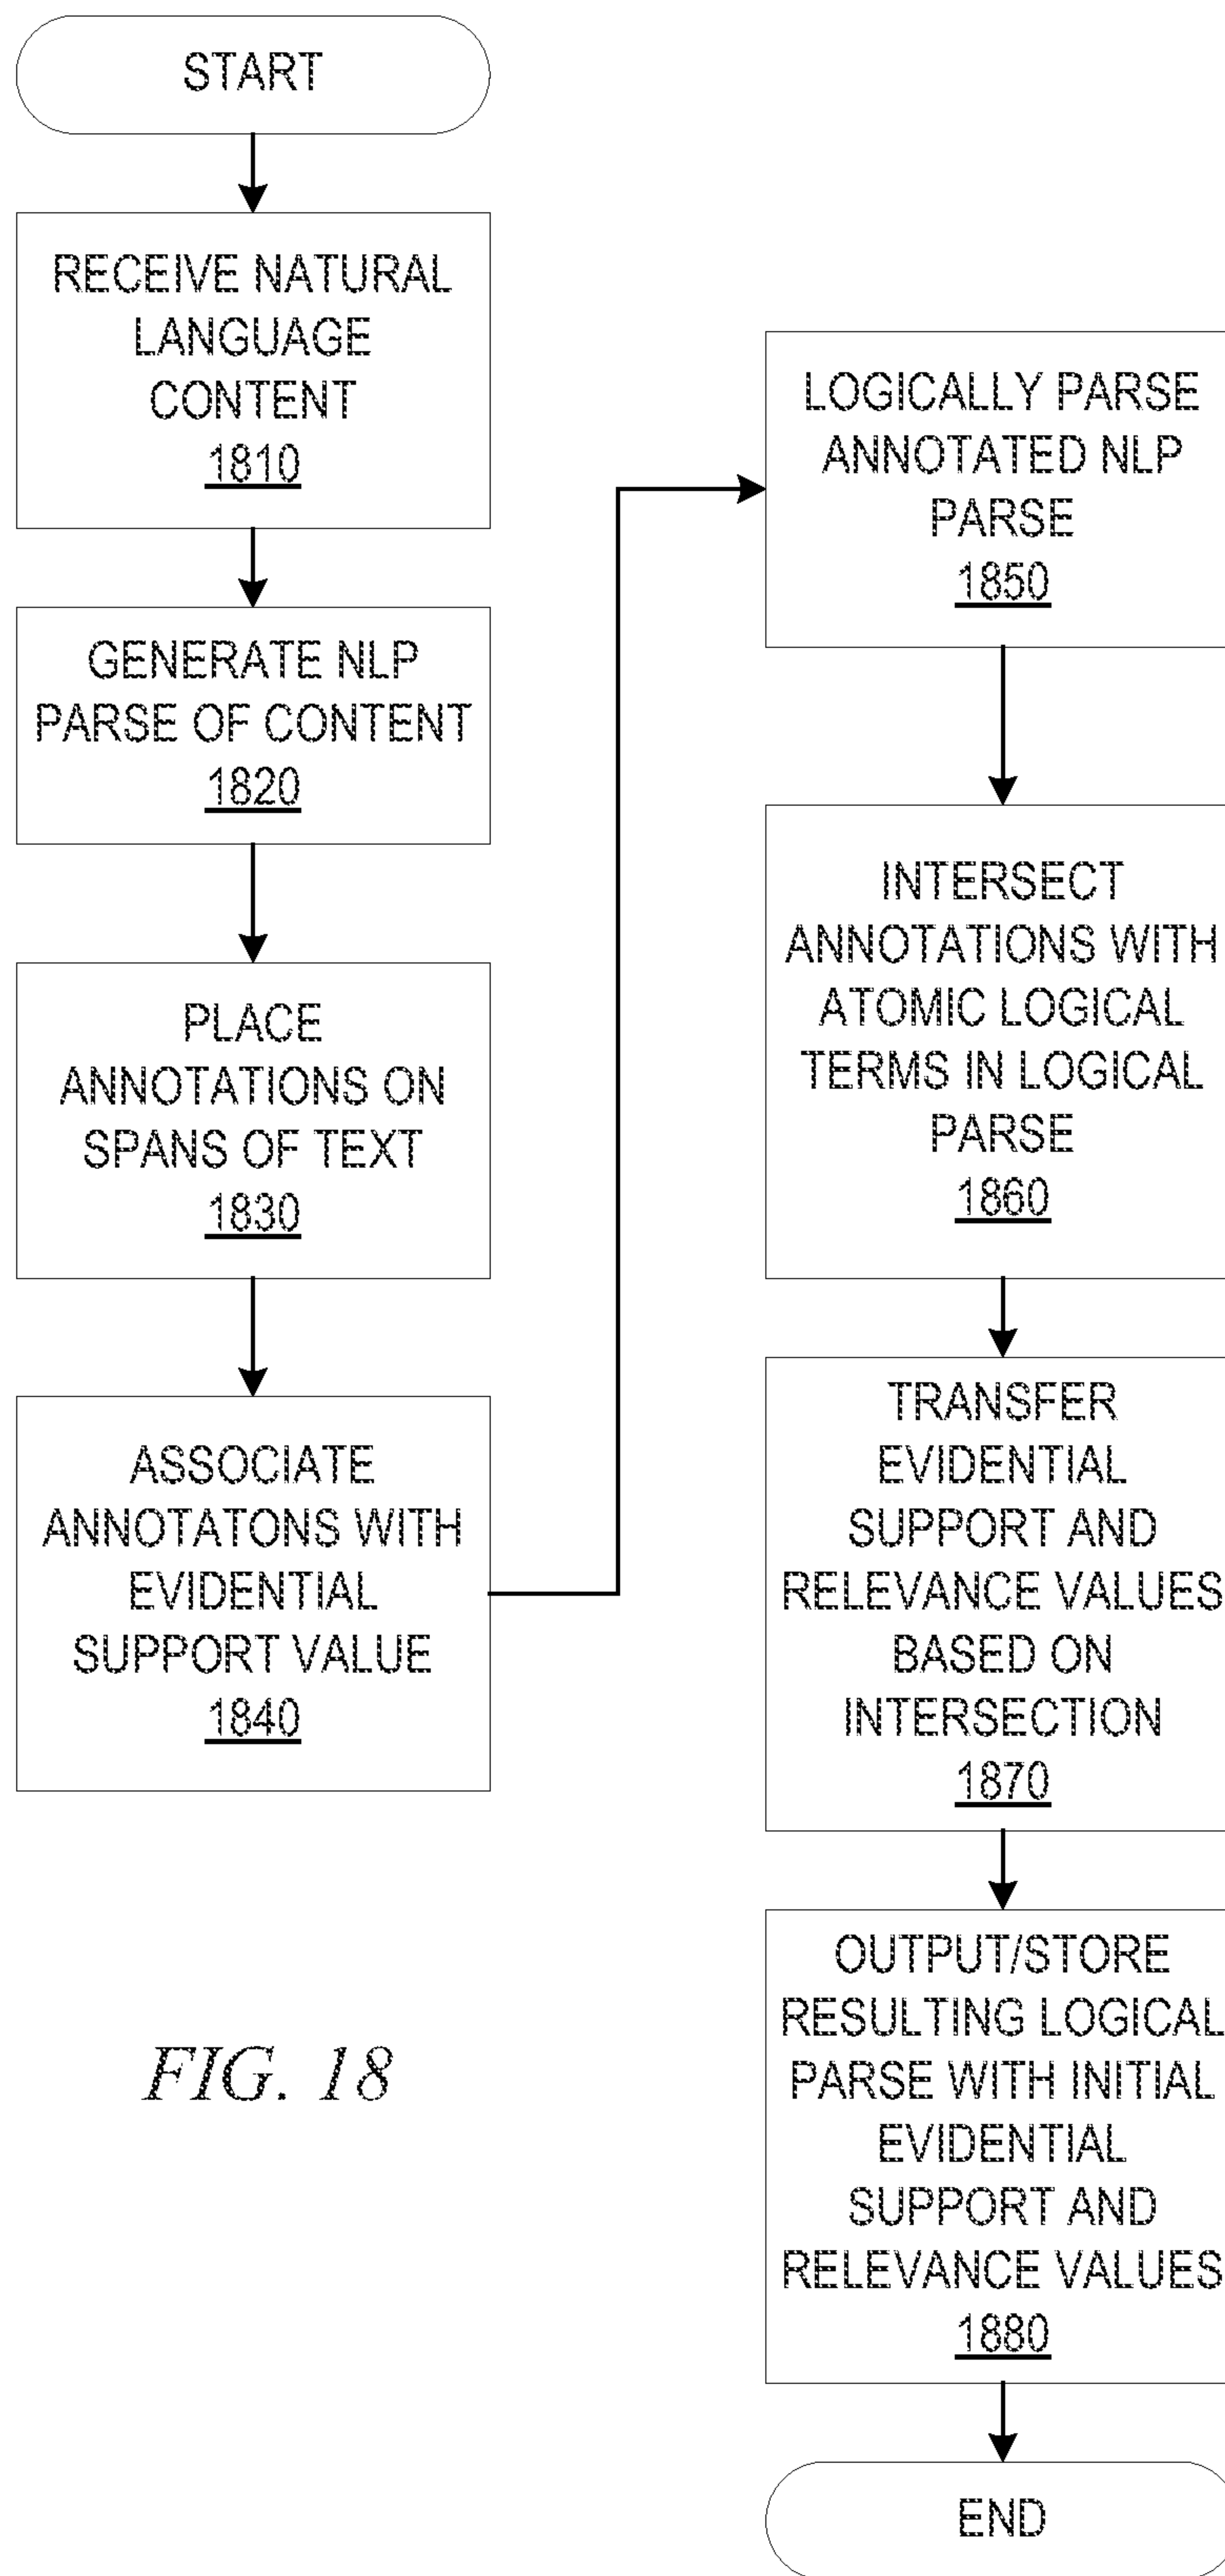 START
RECEIVE NATURAL
LANGUAGE
CONTENT
1810
GENERATE NLP
PARSE OF CONTENT
1820
PLACE
ANNOTATIONS ON
SPANS OF TEXT
1830
ASSOCIATE
ANNOTATONS WITH
EVIDENTIAL
SUPPORT VALUE
1840
LOGICALLY PARSE
ANNOTATED NLP
PARSE
1850
INTERSECT
ANNOTATIONS WITH
ATOMIC LOGICAL
TERMS IN LOGICAL
PARSE
1860
TRANSFER
EVIDENTIAL
SUPPORT AND
RELEVANCE VALUES
BASED ON
INTERSECTION
1870
OUTPUT/STORE
RESULTING LOGICAL
PARSE WITH INITIAL
EVIDENTIAL
SUPPORT AND
RELEVANCE VALUES
1880
END
FIG. 18